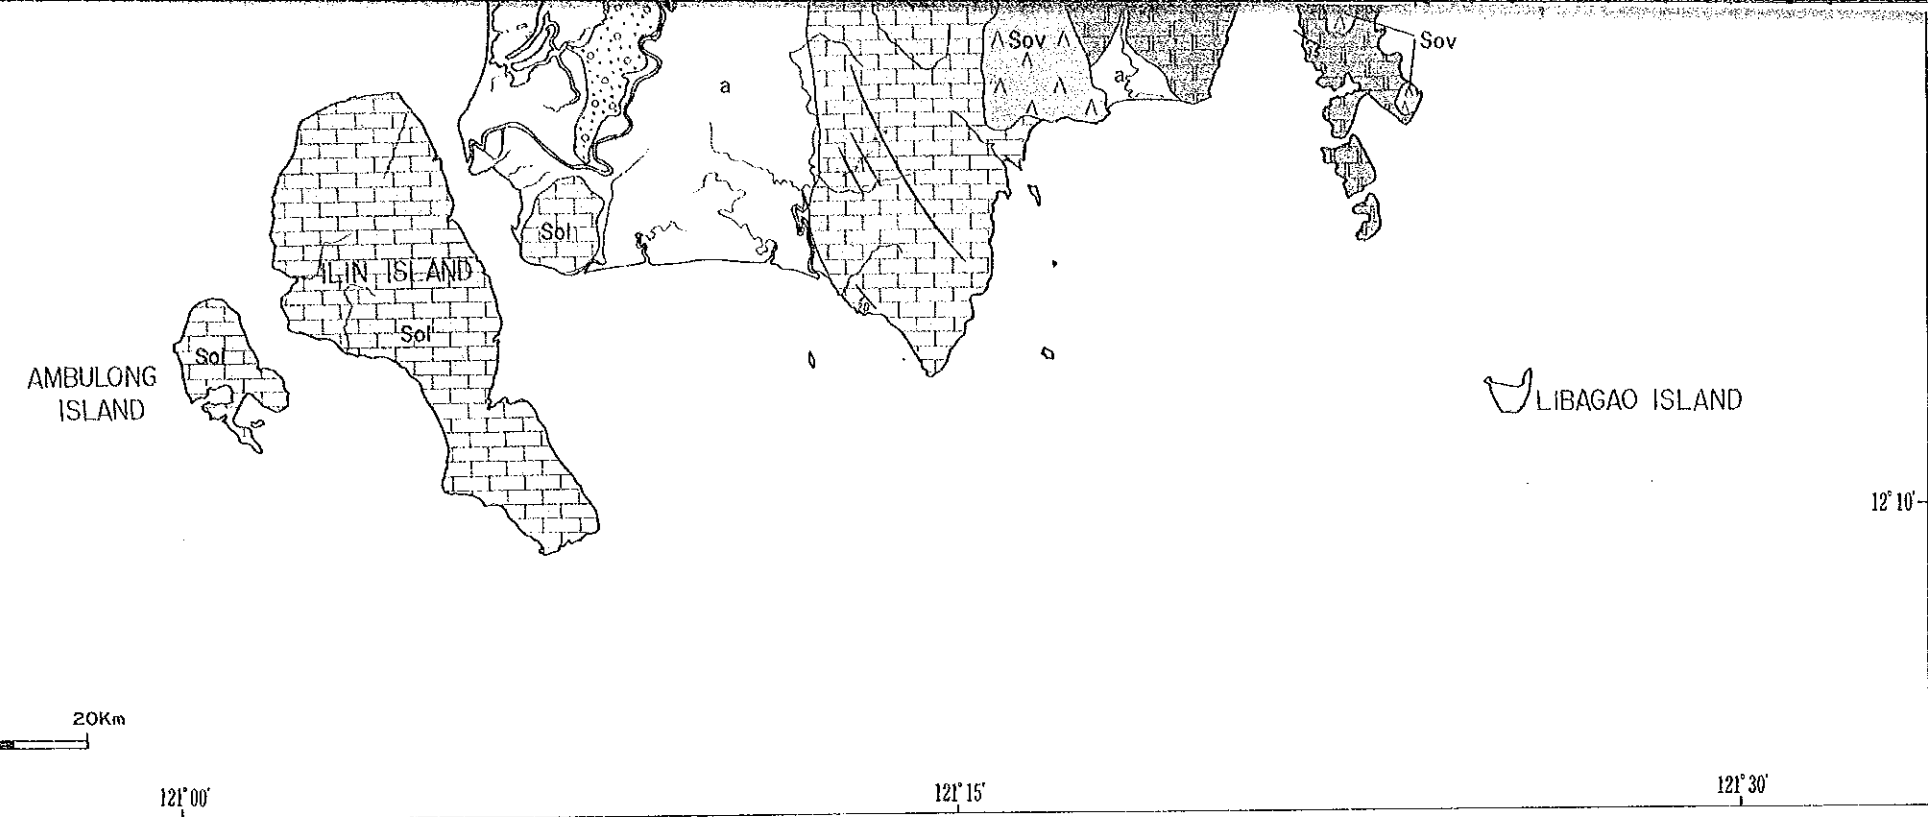 Sov
Sov
a
a
Sol
ILIN ISLAND
Sol
Sol
AMBULONG
ISLAND
LIBAGAO ISLAND
12°10'
20Km
121°00'
121°15'
121°30'